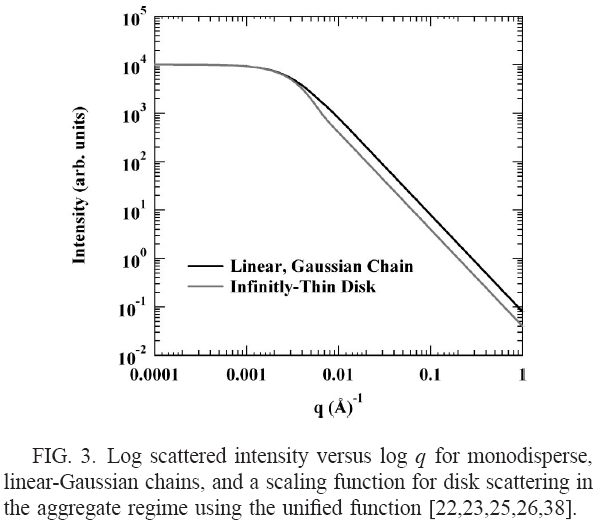 10^5
10^4
10^3
10^2
10^1
10^0
10^-1
10^-2
Intensity (arb. units)
Linear, Gaussian Chain
Infinitly-Thin Disk
0.0001 0.001 0.01 0.1 1
q (Å)^-1
FIG. 3. Log scattered intensity versus log q for monodisperse,
linear-Gaussian chains, and a scaling function for disk scattering in
the aggregate regime using the unified function [22,23,25,26,38].